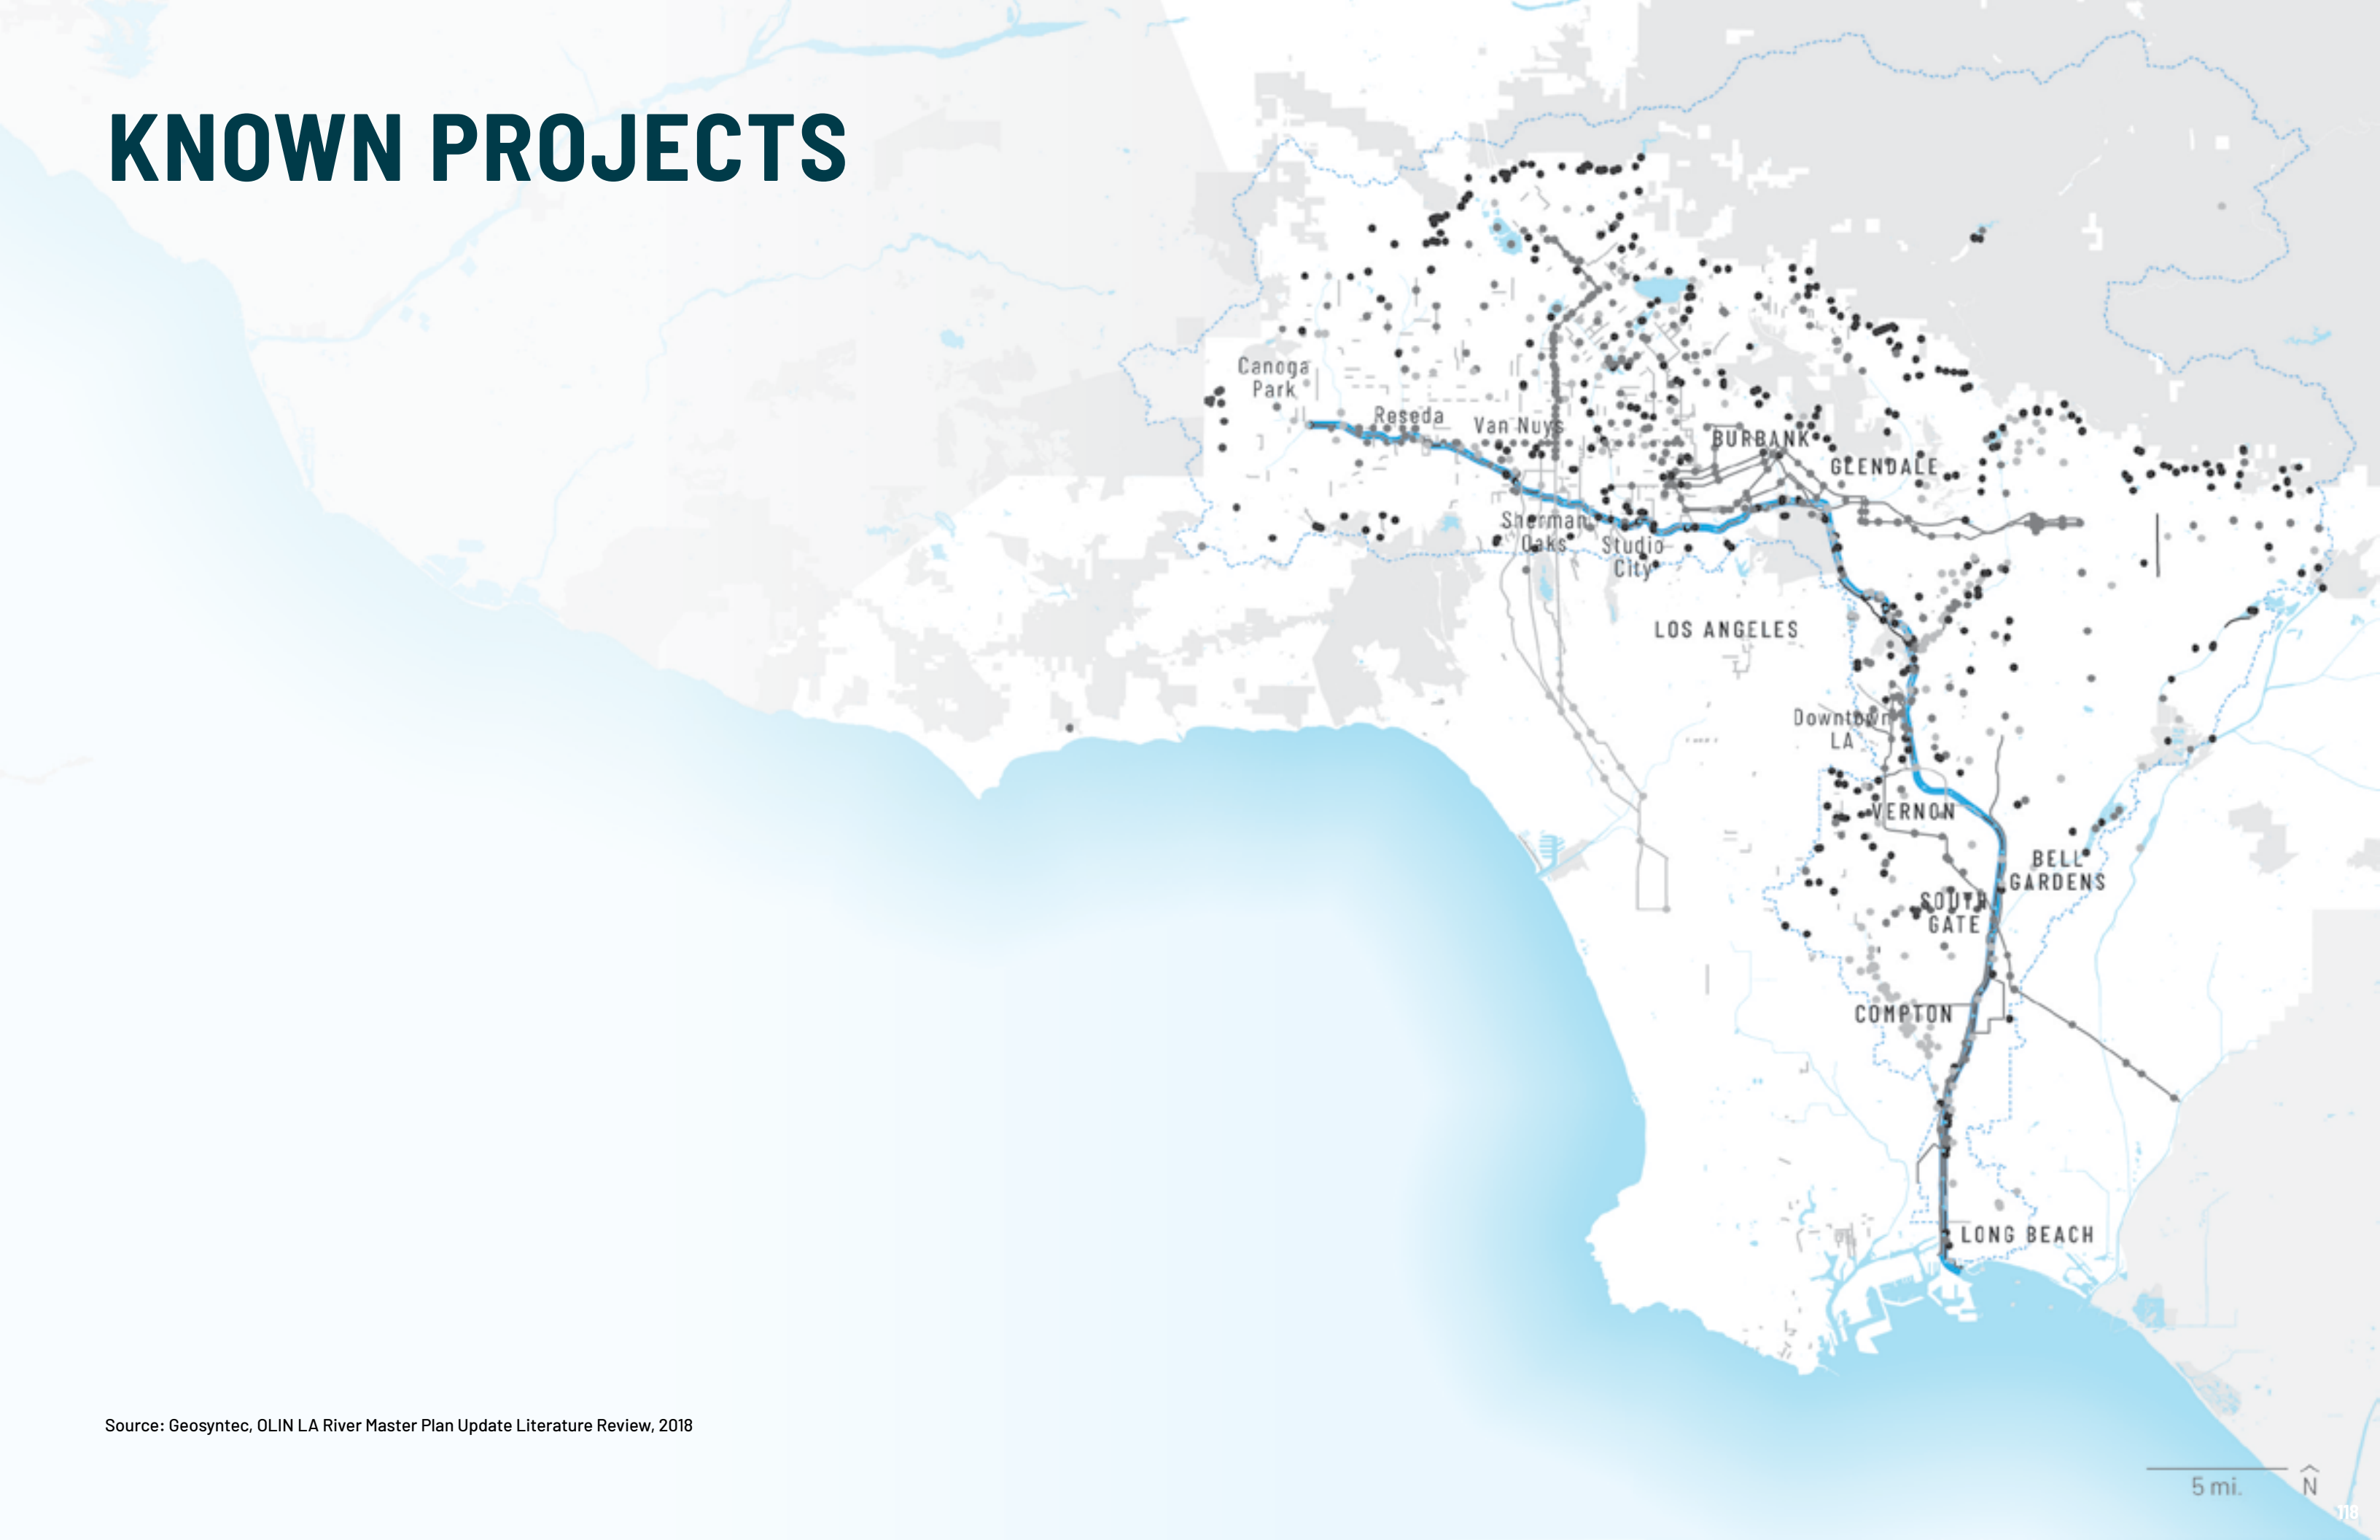 KNOWN PROJECTS
Canoga
Park
Reseda
Van Nuys
BURBANK
GLENDALE
Sherman
Oaks
Studio
City
LOS ANGELES
Downtown
LA
VERNON
BELL
GARDENS
SOUTH
GATE
COMPTON
LONG BEACH
Source: Geosyntec, OLIN LA River Master Plan Update Literature Review, 2018
5 mi.
N
118